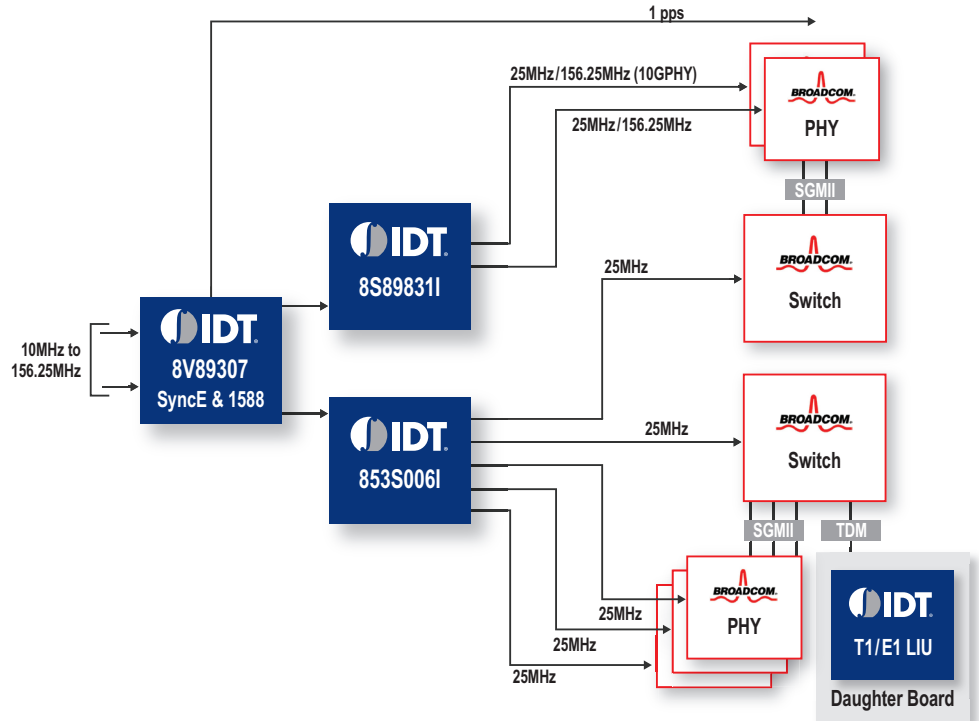 1 pps
25MHz/156.25MHz (10GPHY)
BROADCOM.
PHY
25MHz/156.25MHz
SGMII
IDT.
8S89831I
25MHz
BROADCOM.
Switch
10MHz to
156.25MHz
IDT.
8V89307
SyncE & 1588
IDT.
853S006I
25MHz
BROADCOM.
Switch
SGMII
TDM
BROADCOM.
PHY
25MHz
25MHz
25MHz
IDT.
T1/E1 LIU
Daughter Board